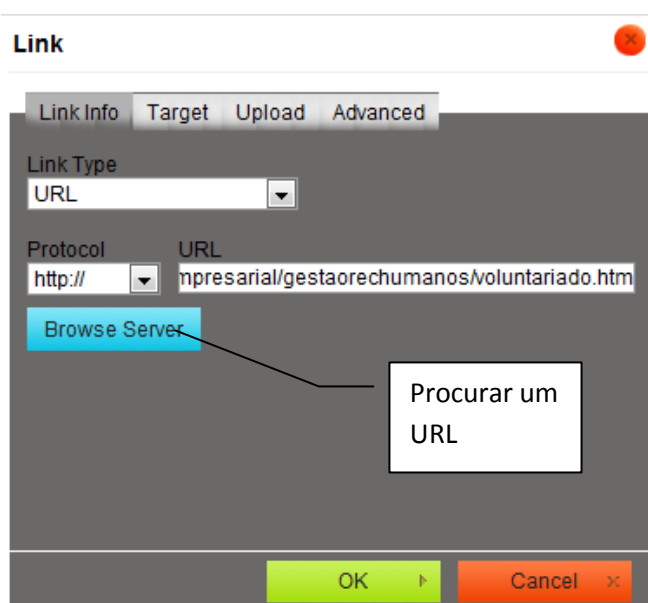 Link
Link Info Target Upload Advanced
Link Type
URL
Protocol URL
http:// mpresarial/gestaorechumanos/voluntariado.htm
Browse Server
Procurar um
URL
OK Cancel